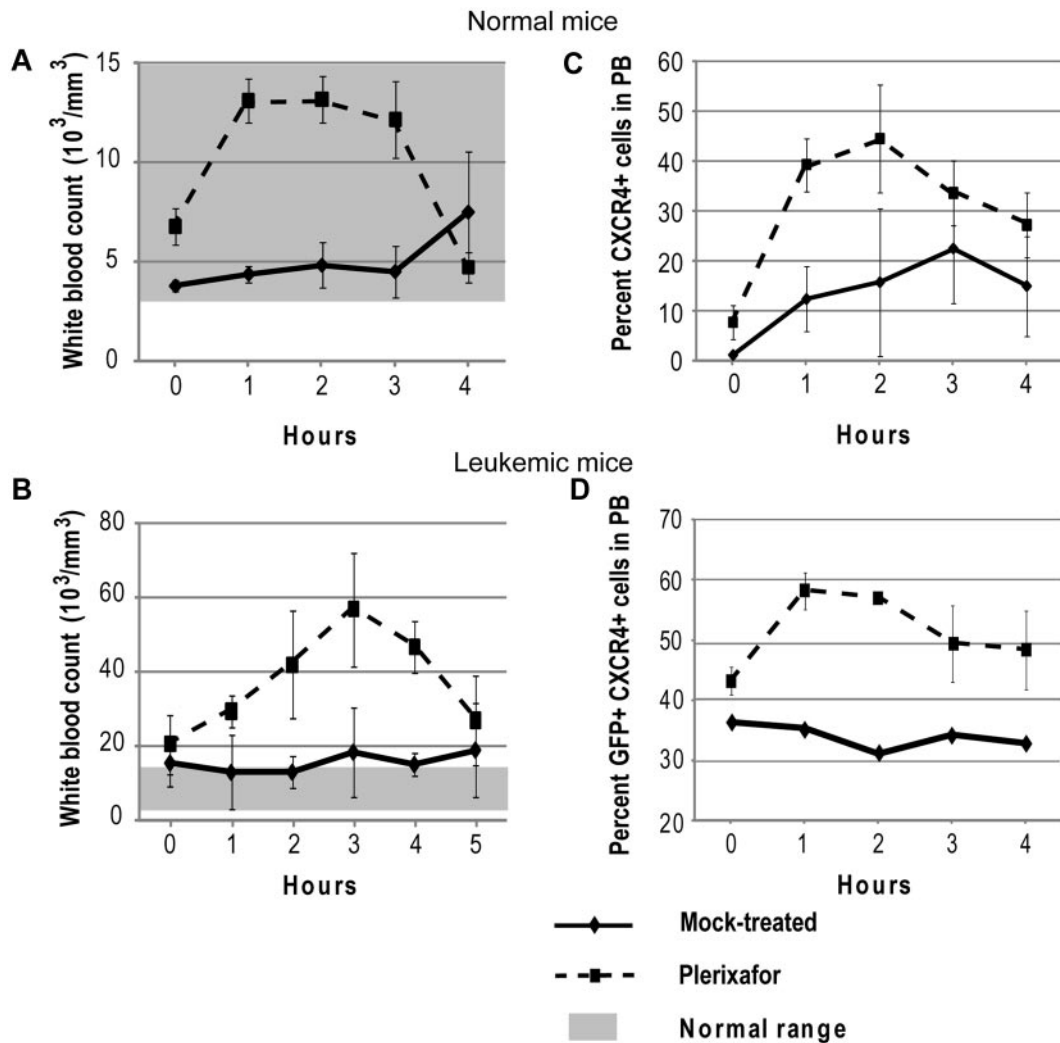 Normal mice
A
White blood count (10³/mm³)
15
10
5
0
0 1 2 3 4
Hours
C
Percent CXCR4+ cells in PB
60
50
40
30
20
10
0
0 1 2 3 4
Hours
Leukemic mice
B
White blood count (10³/mm³)
80
60
40
20
0
0 1 2 3 4 5
Hours
D
Percent GFP+ CXCR4+ cells in PB
70
60
50
40
30
20
0 1 2 3 4
Hours
Mock-treated
Plerixafor
Normal range